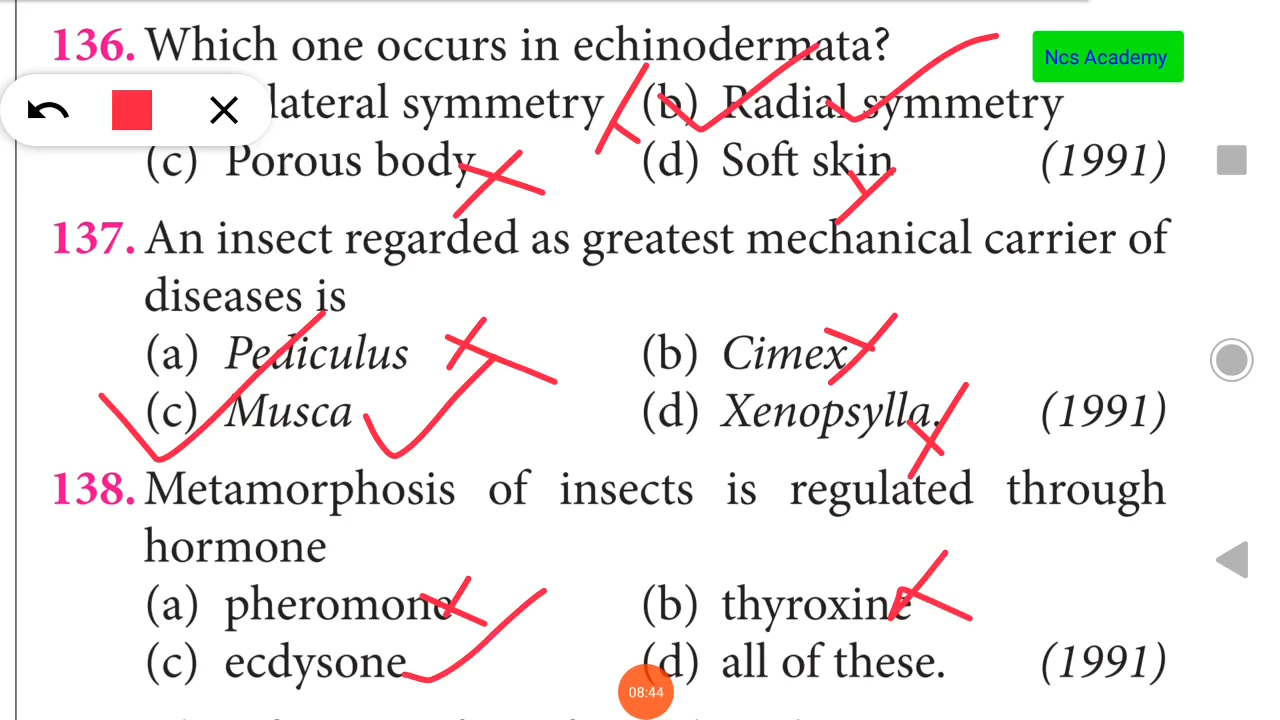 136. Which one occurs in echinodermata?
Ncs Academy
lateral symmetry (b) Radial symmetry
(c) Porous body (d) Soft skin (1991)
137. An insect regarded as greatest mechanical carrier of
diseases is
(a) Pediculus (b) Cimex
(c) Musca (d) Xenopsylla. (1991)
138. Metamorphosis of insects is regulated through
hormone
(a) pheromone (b) thyroxine
(c) ecdysone (d) all of these. (1991)
08:44